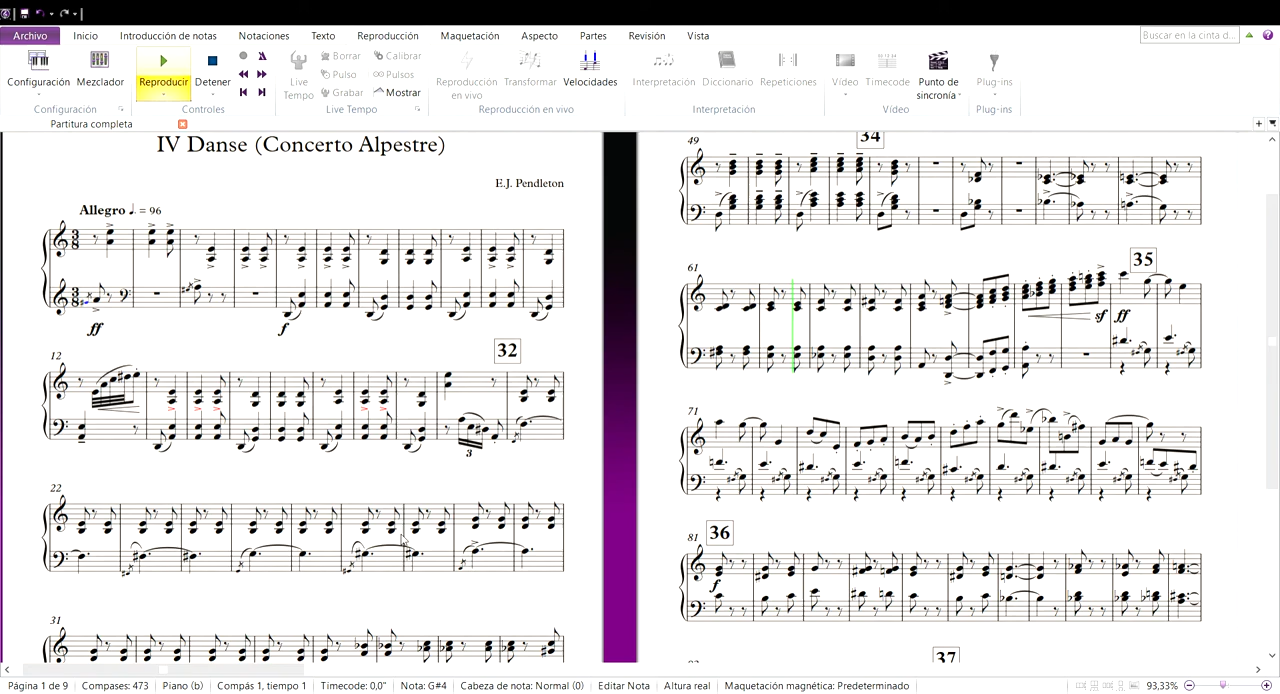 Archivo Inicio Introducción de notas Notaciones Texto Reproducción Maquetación Aspecto Partes Revisión Vista Buscar en la cinta d...
Configuración Mezclador Reproducir Detener Live Tempo Borrar Pulso Grabar Calibrar Pulsos Mostrar Reproducción en vivo Transformar Velocidades Interpretación Diccionario Repeticiones Vídeo Timecode Punto de sincronía Plug-ins
Configuración Controles Live Tempo Reproducción en vivo Interpretación Vídeo Plug-ins
Partitura completa
IV Danse (Concerto Alpestre)
E.J. Pendleton
Allegro ♩. = 96
3 8
3 8
ff f
12 32
3
22
31
49 34
61 35
sf ff
71
81 36
f
37
Página 1 de 9 Compases: 473 Piano (b) Compás 1, tiempo 1 Timecode: 0,0" Nota: G#4 Cabeza de nota: Normal (0) Editar Nota Altura real Maquetación magnética: Predeterminado 93,33%